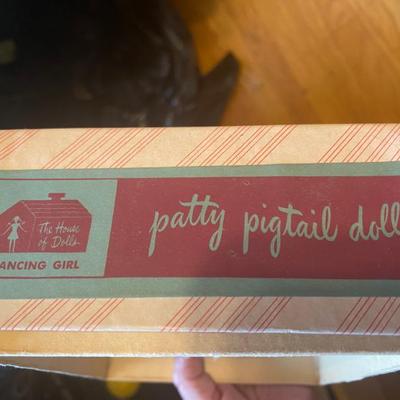 The House
of Dolls
ANCING GIRL
patty pigtail doll